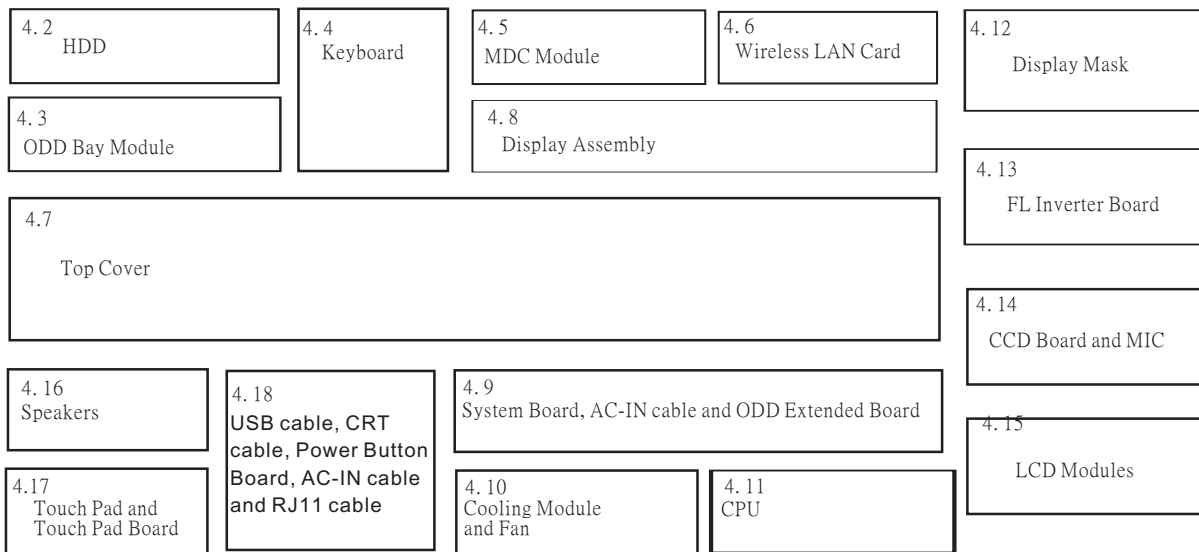 4.2
HDD
4.3
ODD Bay Module
4.4
Keyboard
4.5
MDC Module
4.6
Wireless LAN Card
4.8
Display Assembly
4.7
Top Cover
4.16
Speakers
4.17
Touch Pad and
Touch Pad Board
4.18
USB cable, CRT
cable, Power Button
Board, AC-IN cable
and RJ11 cable
4.9
System Board, AC-IN cable and ODD Extended Board
4.10
Cooling Module
and Fan
4.11
CPU
4.12
Display Mask
4.13
FL Inverter Board
4.14
CCD Board and MIC
4.15
LCD Modules